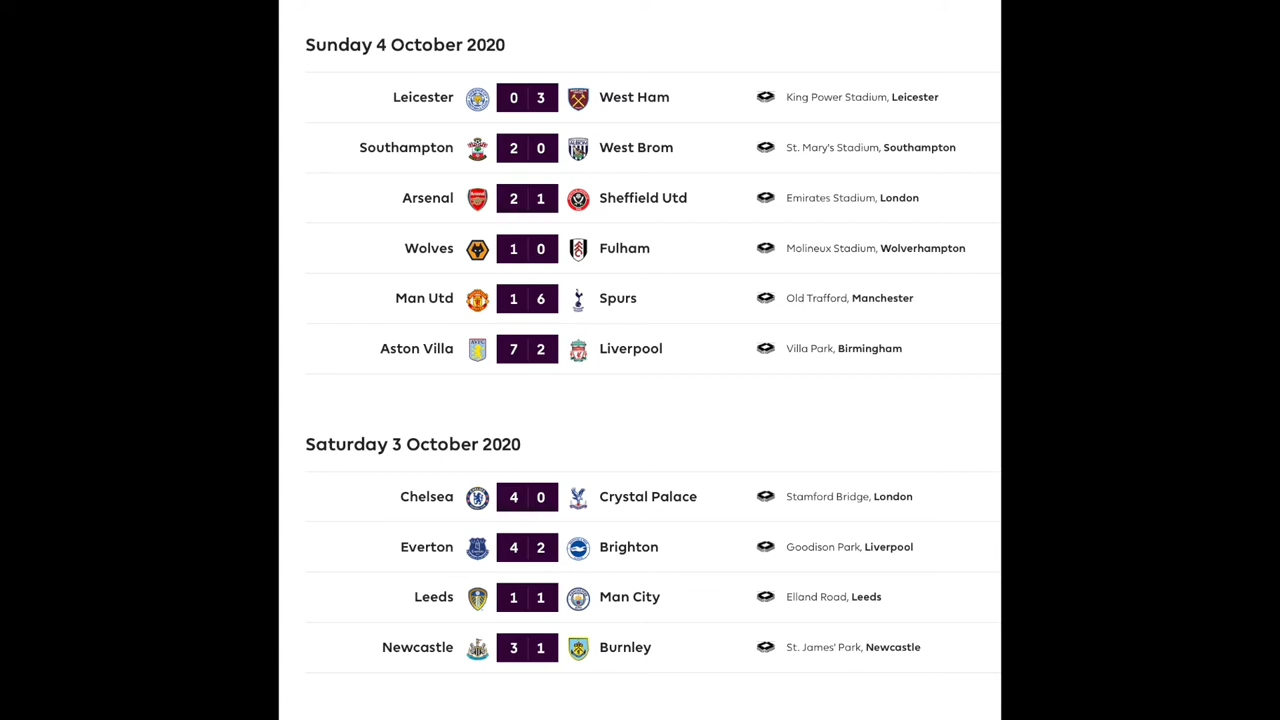 Sunday 4 October 2020
Leicester 0 3 West Ham King Power Stadium, Leicester
Southampton 2 0 West Brom St. Mary's Stadium, Southampton
Arsenal 2 1 Sheffield Utd Emirates Stadium, London
Wolves 1 0 Fulham Molineux Stadium, Wolverhampton
Man Utd 1 6 Spurs Old Trafford, Manchester
Aston Villa 7 2 Liverpool Villa Park, Birmingham
Saturday 3 October 2020
Chelsea 4 0 Crystal Palace Stamford Bridge, London
Everton 4 2 Brighton Goodison Park, Liverpool
Leeds 1 1 Man City Elland Road, Leeds
Newcastle 3 1 Burnley St. James' Park, Newcastle